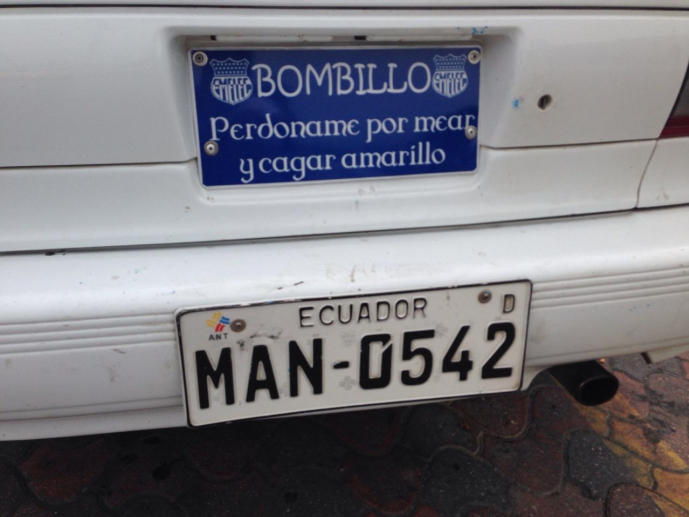 EMELEC BOMBILLO EMELEC
Perdoname por mear
y cagar amarillo
ECUADOR D
ANT
MAN-0542